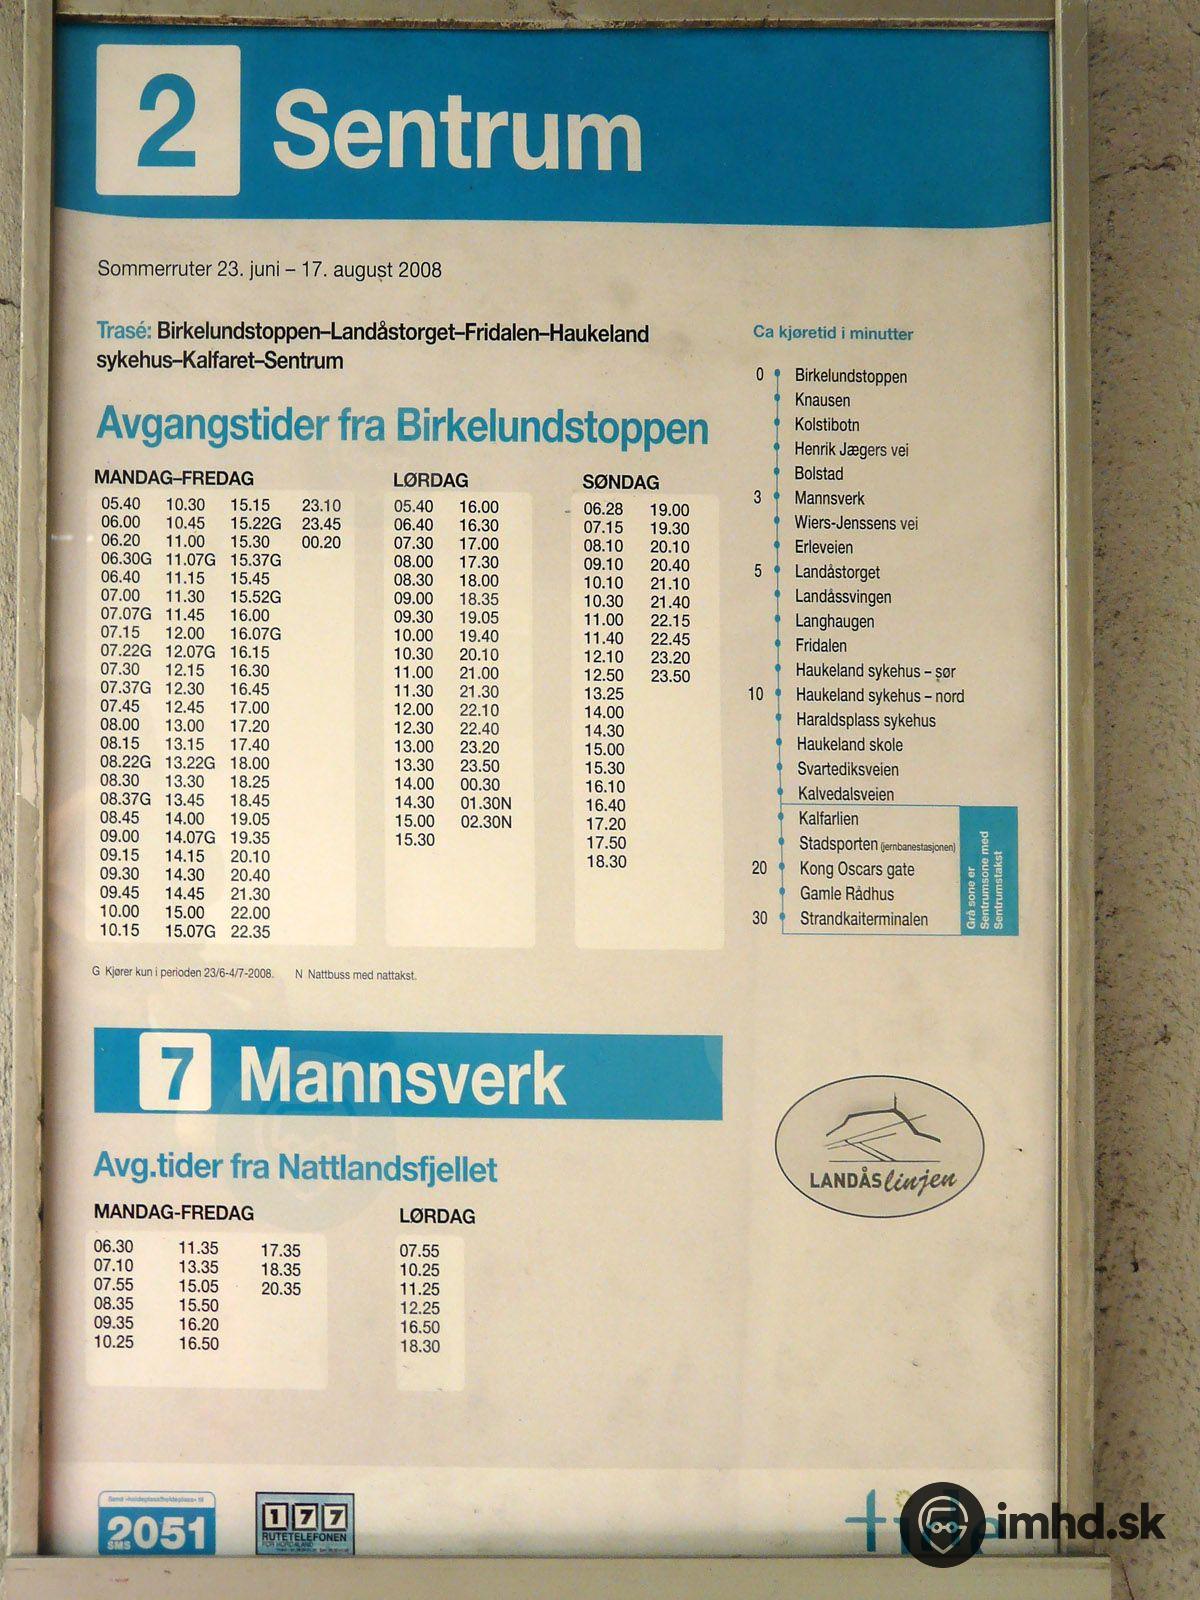 2 Sentrum
Sommerruter 23. juni – 17. august 2008
Trasé: Birkelundstoppen–Landåstorget–Fridalen–Haukeland
sykehus–Kalfaret–Sentrum
Avgangstider fra Birkelundstoppen
MANDAG–FREDAG
05.40 10.30 15.15 23.10
06.00 10.45 15.22G 23.45
06.20 11.00 15.30 00.20
06.30G 11.07G 15.37G
06.40 11.15 15.45
07.00 11.30 15.52G
07.07G 11.45 16.00
07.15 12.00 16.07G
07.22G 12.07G 16.15
07.30 12.15 16.30
07.37G 12.30 16.45
07.45 12.45 17.00
08.00 13.00 17.20
08.15 13.15 17.40
08.22G 13.22G 18.00
08.30 13.30 18.25
08.37G 13.45 18.45
08.45 14.00 19.05
09.00 14.07G 19.35
09.15 14.15 20.10
09.30 14.30 20.40
09.45 14.45 21.30
10.00 15.00 22.00
10.15 15.07G 22.35
LØRDAG
05.40 16.00
06.40 16.30
07.30 17.00
08.00 17.30
08.30 18.00
09.00 18.35
09.30 19.05
10.00 19.40
10.30 20.10
11.00 21.00
11.30 21.30
12.00 22.10
12.30 22.40
13.00 23.20
13.30 23.50
14.00 00.30
14.30 01.30N
15.00 02.30N
15.30
SØNDAG
06.28 19.00
07.15 19.30
08.10 20.10
09.10 20.40
10.10 21.10
10.30 21.40
11.00 22.15
11.40 22.45
12.10 23.20
12.50 23.50
13.25
14.00
14.30
15.00
15.30
16.10
16.40
17.20
17.50
18.30
G Kjører kun i perioden 23/6-4/7-2008. N Nattbuss med nattakst.
Ca kjøretid i minutter
0 Birkelundstoppen
Knausen
Kolstibotn
Henrik Jægers vei
Bolstad
3 Mannsverk
Wiers-Jenssens vei
Erleveien
5 Landåstorget
Landåssvingen
Langhaugen
Fridalen
Haukeland sykehus – sør
10 Haukeland sykehus – nord
Haraldsplass sykehus
Haukeland skole
Svartediksveien
Kalvedalsveien
Kalfarlien
Stadsporten (jernbanestasjonen)
20 Kong Oscars gate
Gamle Rådhus
30 Strandkaiterminalen
Grå sone er
Sentrumsone med
Sentrumstakst
7 Mannsverk
Avg.tider fra Nattlandsfjellet
MANDAG-FREDAG
06.30 11.35 17.35
07.10 13.35 18.35
07.55 15.05 20.35
08.35 15.50
09.35 16.20
10.25 16.50
LØRDAG
07.55
10.25
11.25
12.25
16.50
18.30
LANDÅSlinjen
SMS 2051
177
RUTETELEFONEN
FOR HORDALAND
imhd.sk